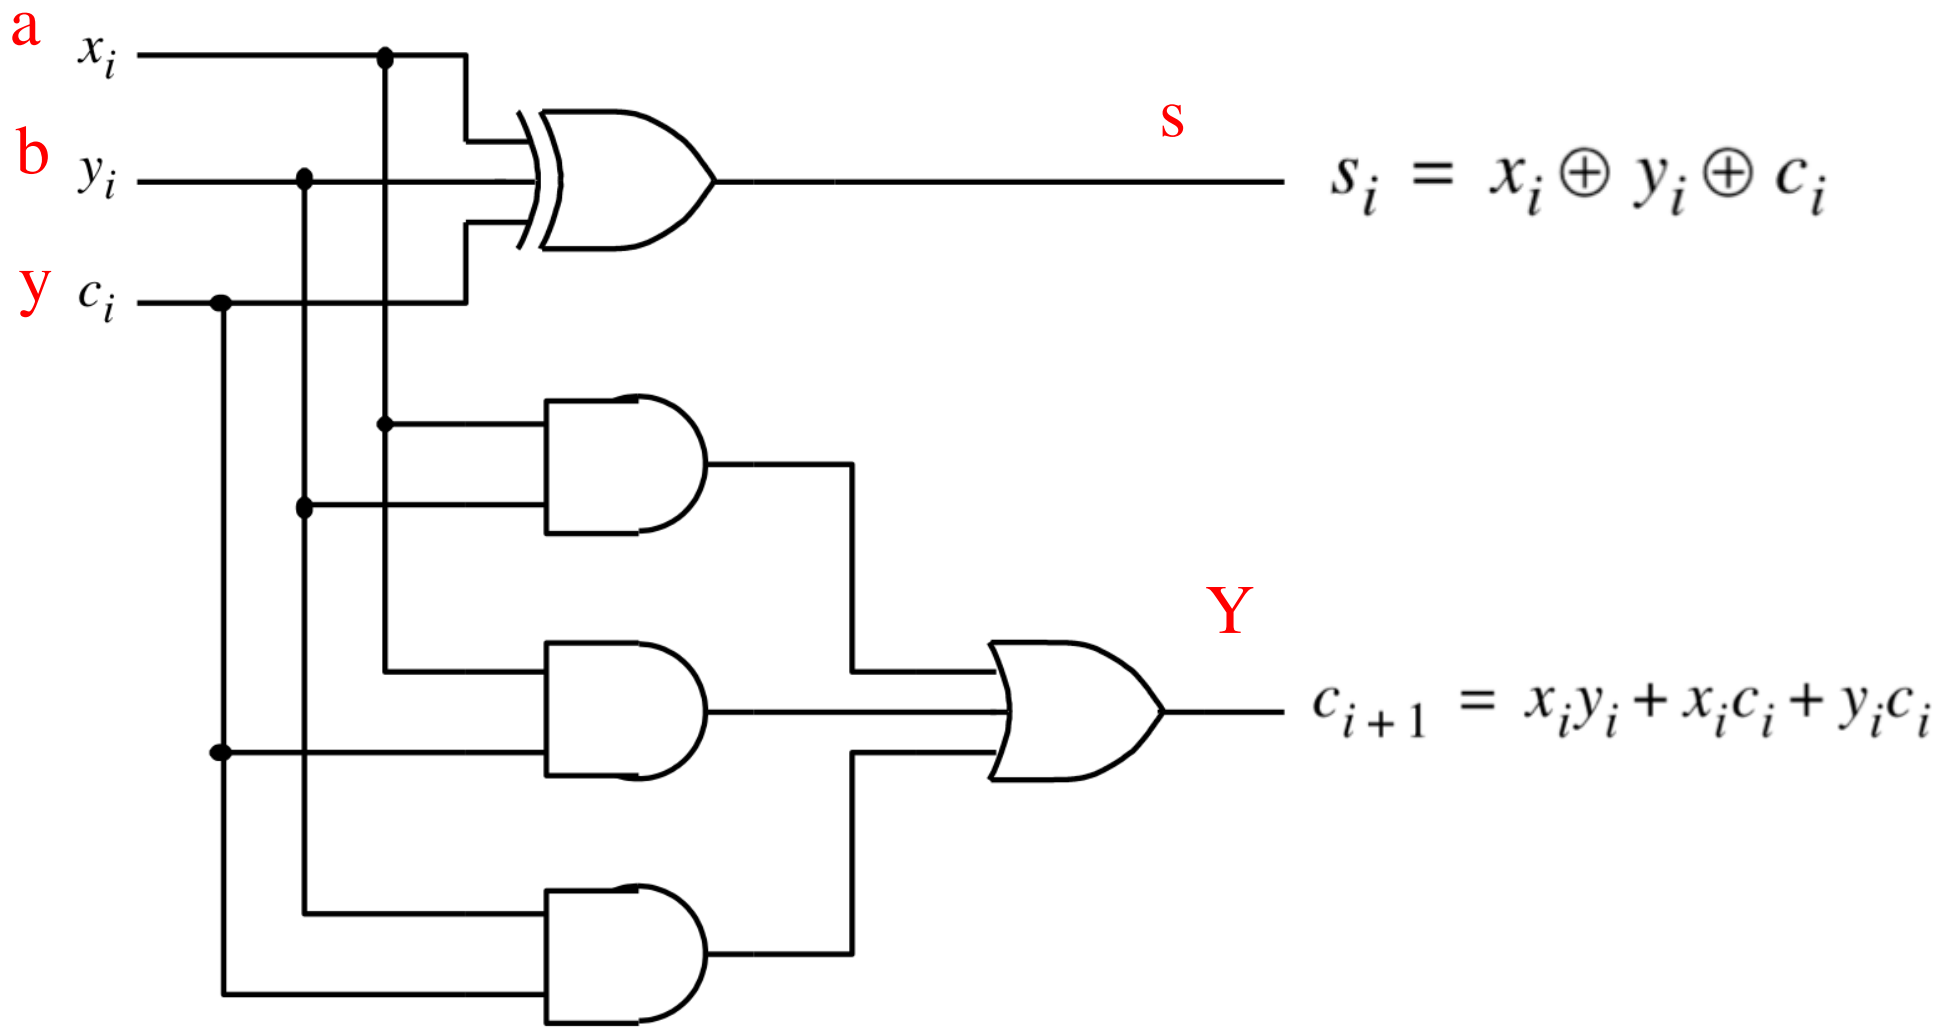 a x_i
b y_i
y c_i
s
s_i = x_i ⊕ y_i ⊕ c_i
Y
c_{i+1} = x_i y_i + x_i c_i + y_i c_i